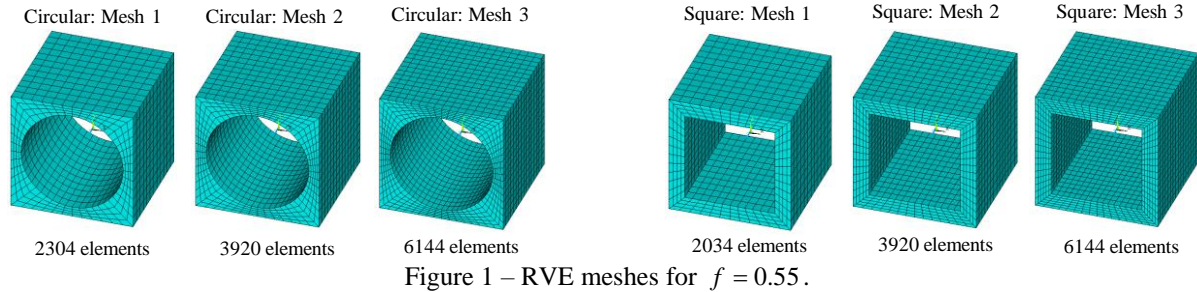 Circular: Mesh 1 Circular: Mesh 2 Circular: Mesh 3 Square: Mesh 1 Square: Mesh 2 Square: Mesh 3
2304 elements 3920 elements 6144 elements 2034 elements 3920 elements 6144 elements
Figure 1 – RVE meshes for f = 0.55.